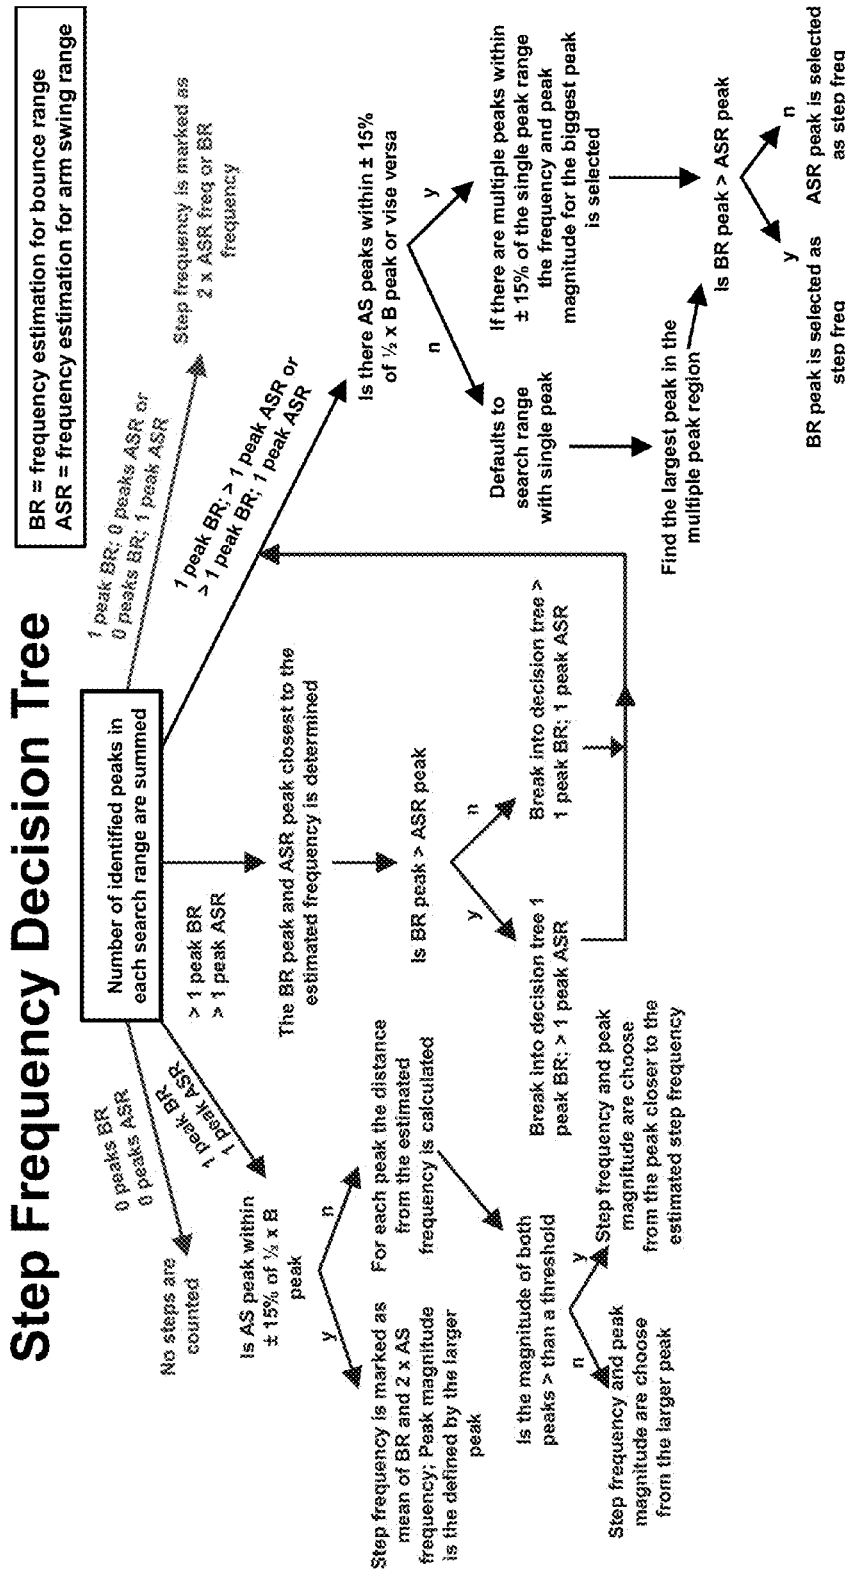 Step Frequency Decision Tree
BR = frequency estimation for bounce range
ASR = frequency estimation for arm swing range
Number of identified peaks in
each search range are summed
0 peaks BR
0 peaks ASR
No steps are
counted
1 peak BR
1 peak ASR
Is AS peak within
± 15% of ½ x B
peak
y
n
Step frequency is marked as
mean of BR and 2 x AS
frequency; Peak magnitude
is the defined by the larger
peak
For each peak the distance
from the estimated
frequency is calculated
Is the magnitude of both
peaks > than a threshold
n
y
Step frequency and peak
magnitude are choose
from the larger peak
Step frequency and peak
magnitude are choose
from the peak closer to the
estimated step frequency
> 1 peak BR
> 1 peak ASR
The BR peak and ASR peak closest to the
estimated frequency is determined
Is BR peak > ASR peak
y
n
Break into decision tree 1
peak BR; > 1 peak ASR
Break into decision tree >
1 peak BR; 1 peak ASR
1 peak BR; > 1 peak ASR or
> 1 peak BR; 1 peak ASR
Is there AS peaks within ± 15%
of ½ x B peak or vise versa
n
y
Defaults to
search range
with single peak
If there are multiple peaks within
± 15% of the single peak range
the frequency and peak
magnitude for the biggest peak
is selected
Find the largest peak in the
multiple peak region
Is BR peak > ASR peak
y
n
BR peak is selected as
step freq
ASR peak is selected
as step freq
1 peak BR; 0 peaks ASR or
0 peaks BR; 1 peak ASR
Step frequency is marked as
2 x ASR freq or BR
frequency